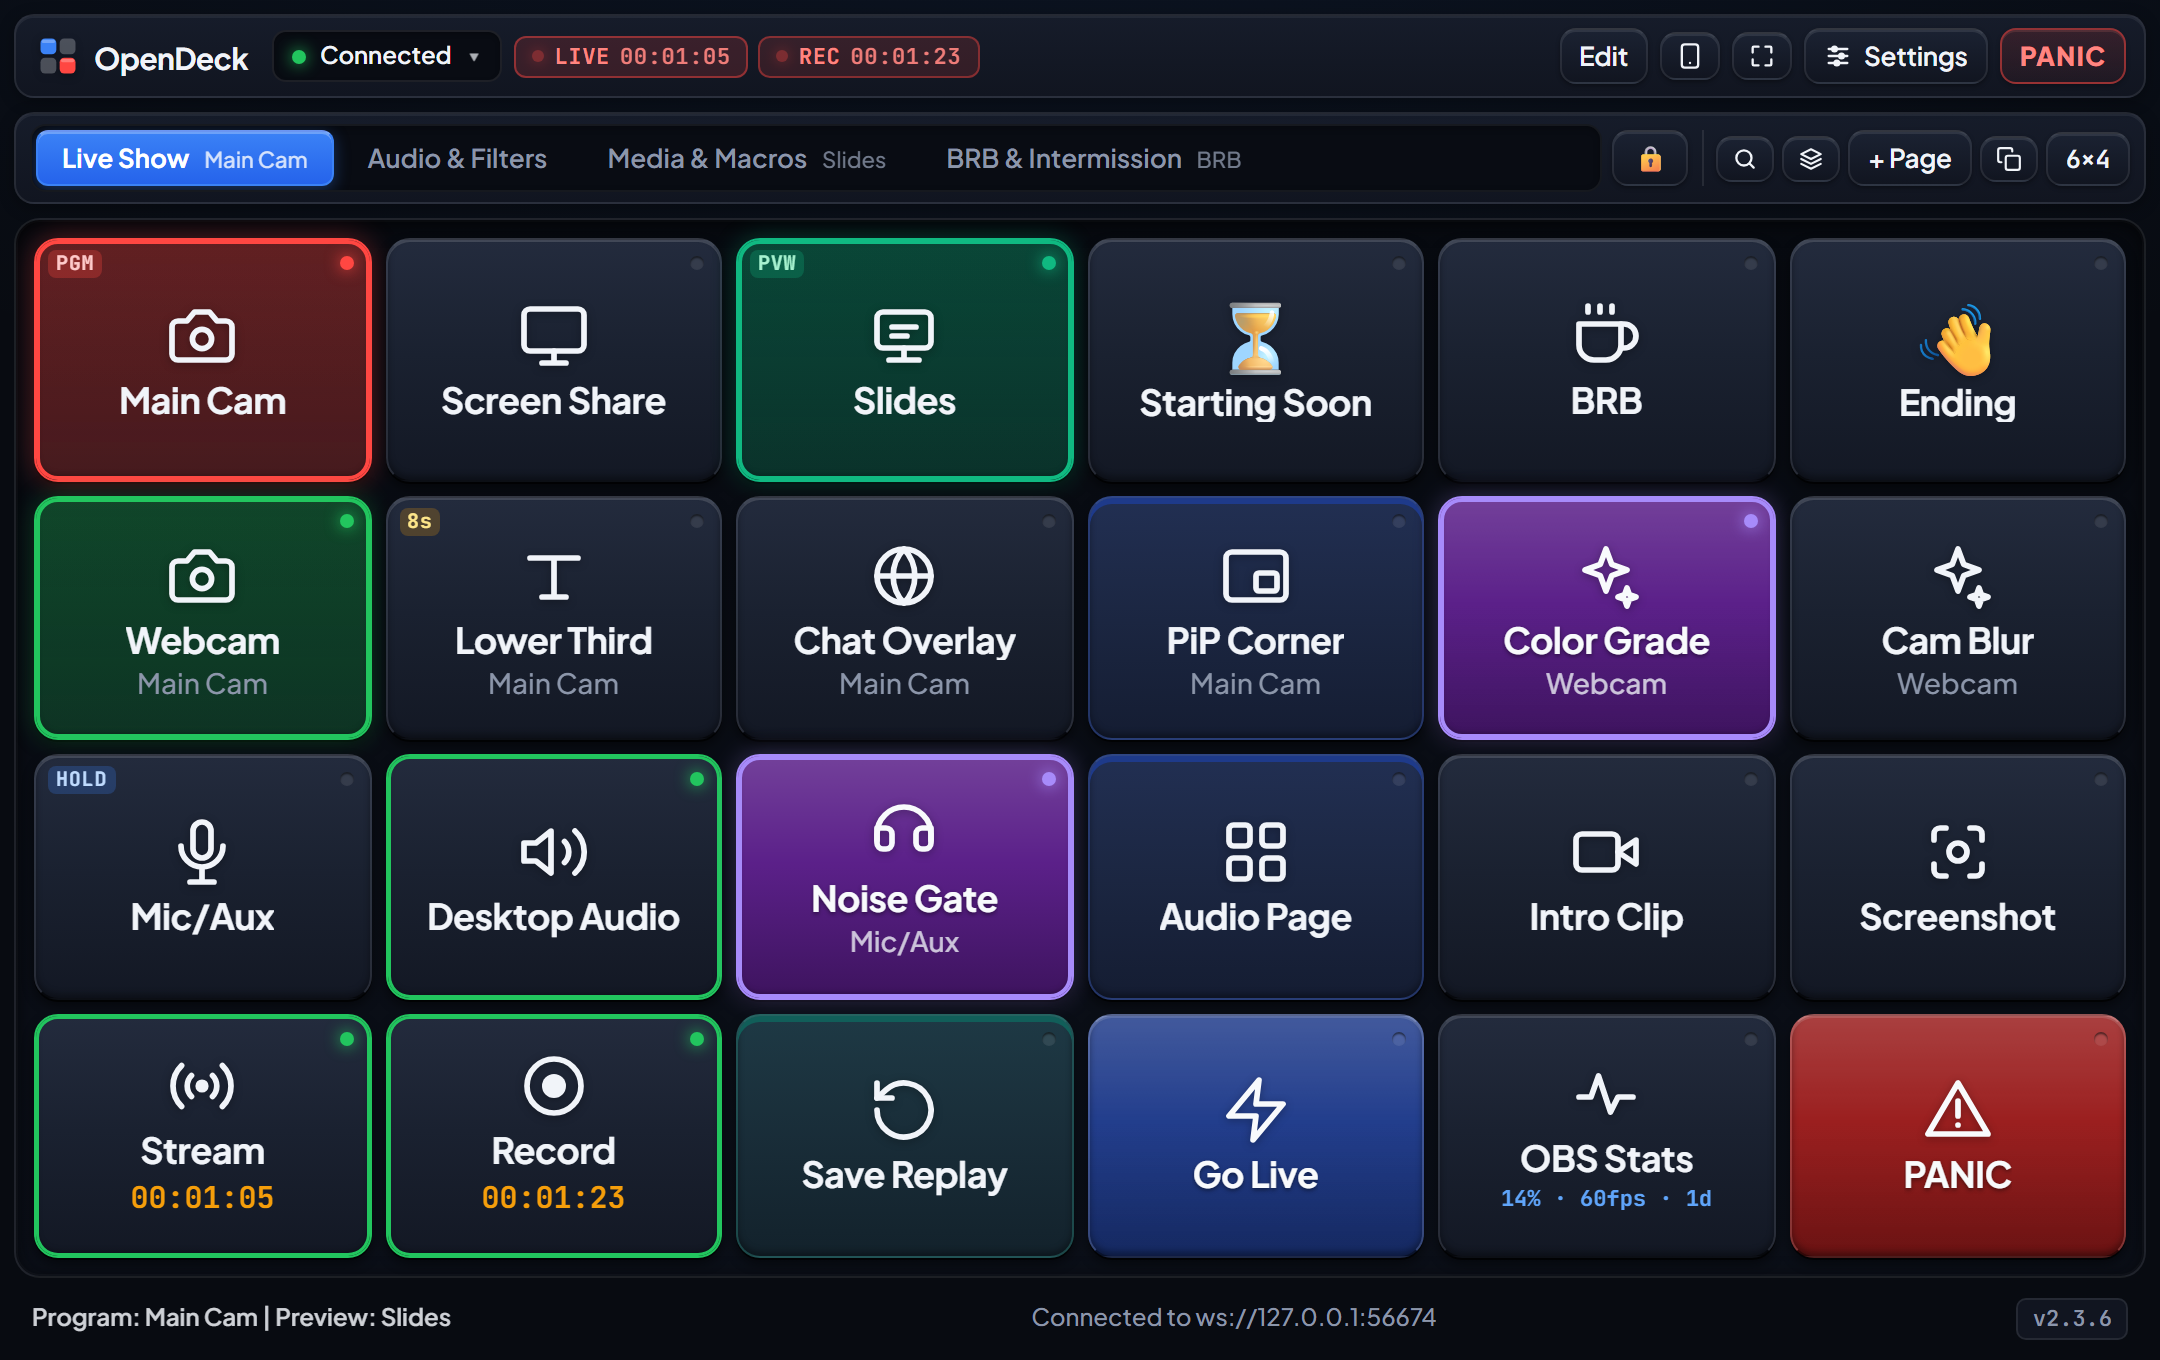 OpenDeck
Connected
LIVE 00:01:05
REC 00:01:23
Edit
Settings
PANIC
Live Show Main Cam
Audio & Filters
Media & Macros Slides
BRB & Intermission BRB
+ Page
6×4
PGM
Main Cam
Screen Share
PVW
Slides
Starting Soon
BRB
Ending
Webcam
Main Cam
8s
Lower Third
Main Cam
Chat Overlay
Main Cam
PiP Corner
Main Cam
Color Grade
Webcam
Cam Blur
Webcam
HOLD
Mic/Aux
Desktop Audio
Noise Gate
Mic/Aux
Audio Page
Intro Clip
Screenshot
Stream
00:01:05
Record
00:01:23
Save Replay
Go Live
OBS Stats
14% · 60fps · 1d
PANIC
Program: Main Cam | Preview: Slides
Connected to ws://127.0.0.1:56674
v2.3.6